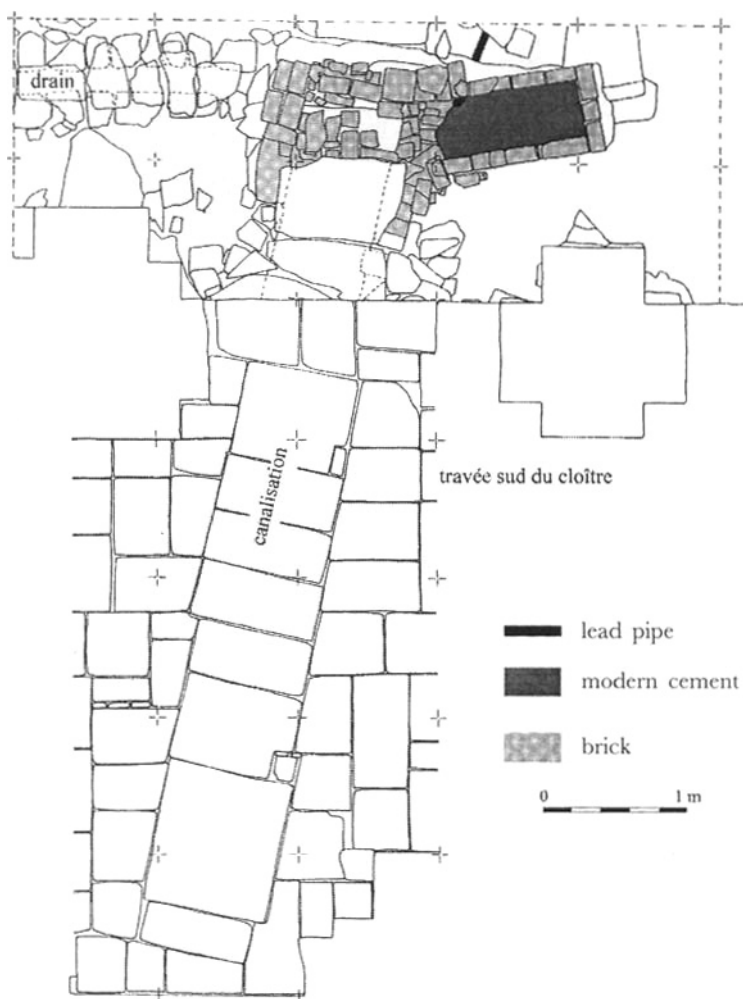 drain
canalisation
travée sud du cloître
lead pipe
modern cement
brick
0 1 m